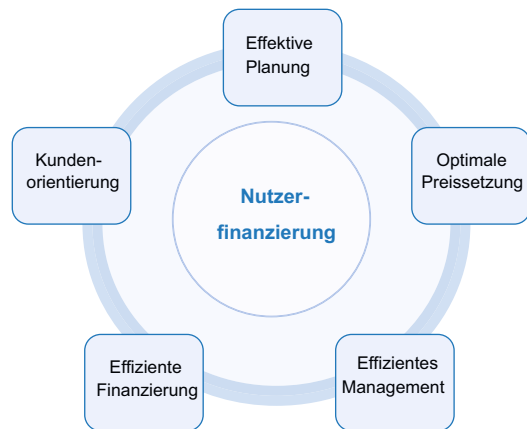 Effektive
Planung
Kunden-
orientierung
Optimale
Preissetzung
Nutzer-
finanzierung
Effiziente
Finanzierung
Effizientes
Management